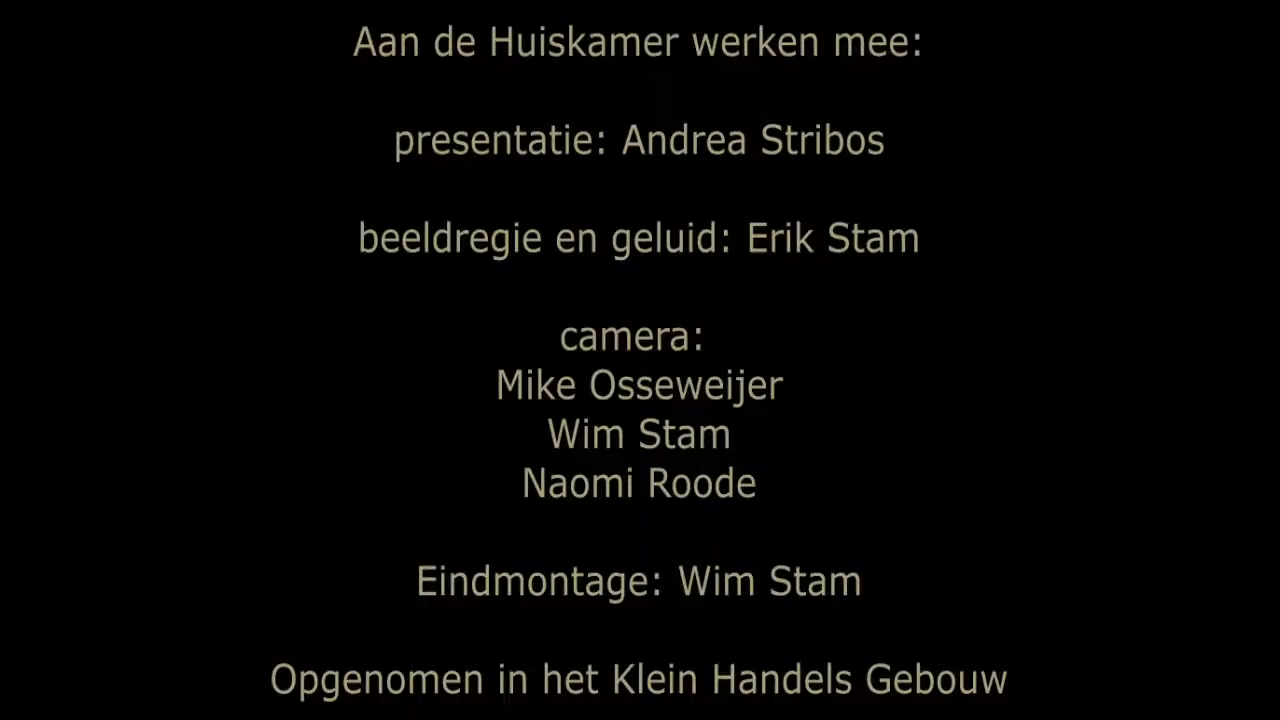 Aan de Huiskamer werken mee:
presentatie: Andrea Stribos
beeldregie en geluid: Erik Stam
camera:
Mike Osseweijer
Wim Stam
Naomi Roode
Eindmontage: Wim Stam
Opgenomen in het Klein Handels Gebouw